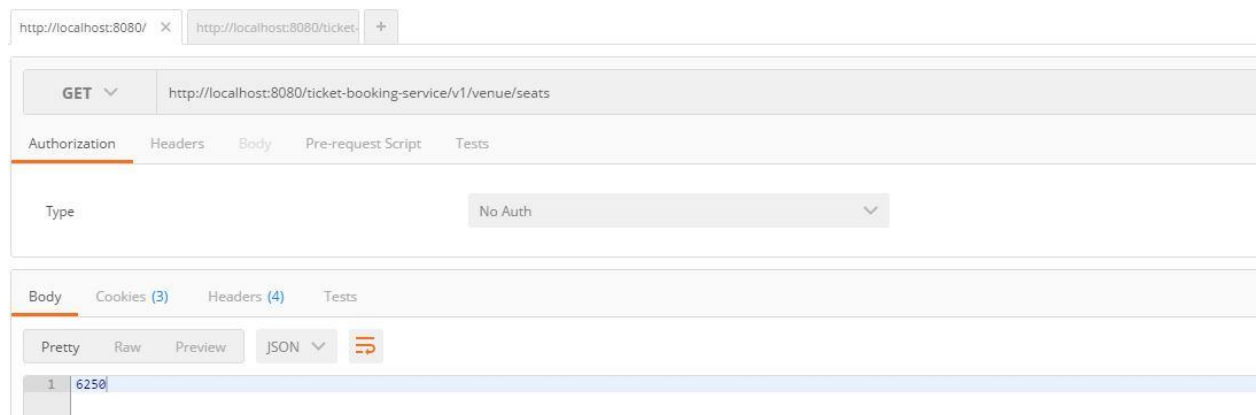 http://localhost:8080/ http://localhost:8080/ticket- +
GET http://localhost:8080/ticket-booking-service/v1/venue/seats
Authorization Headers Body Pre-request Script Tests
Type No Auth
Body Cookies (3) Headers (4) Tests
Pretty Raw Preview JSON
1 6250